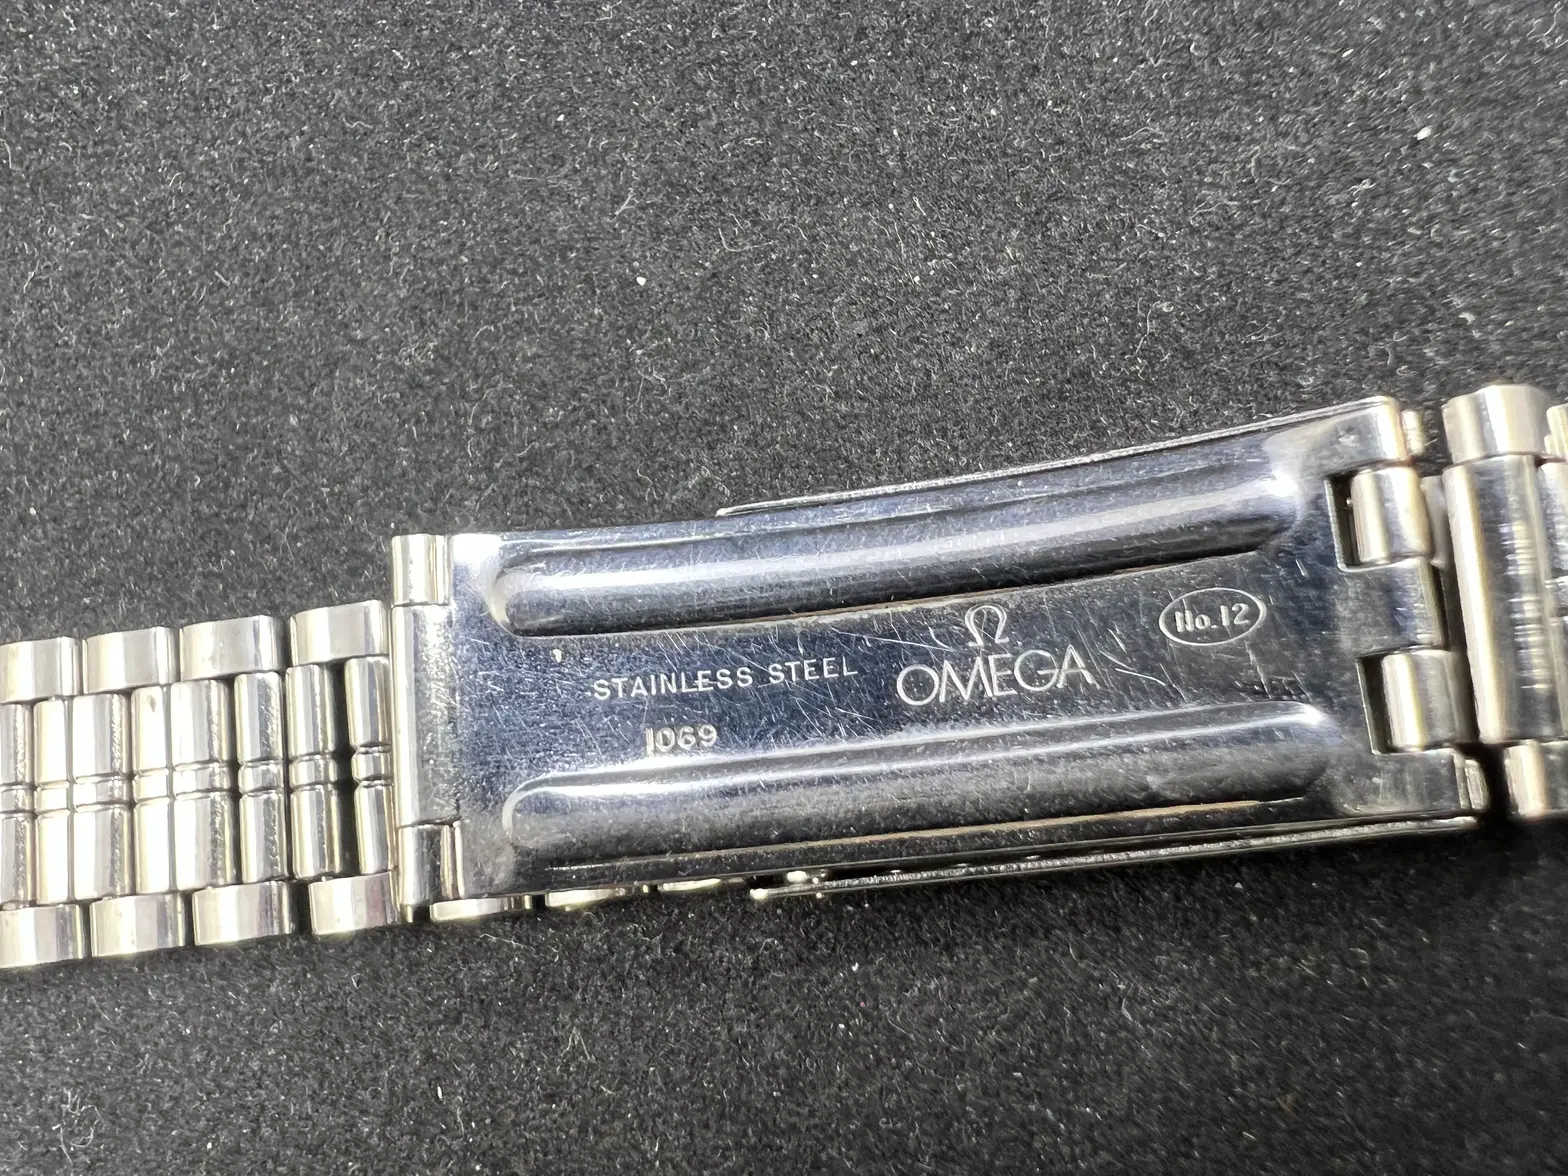 STAINLESS STEEL
1069
Ω
OMEGA
No.12